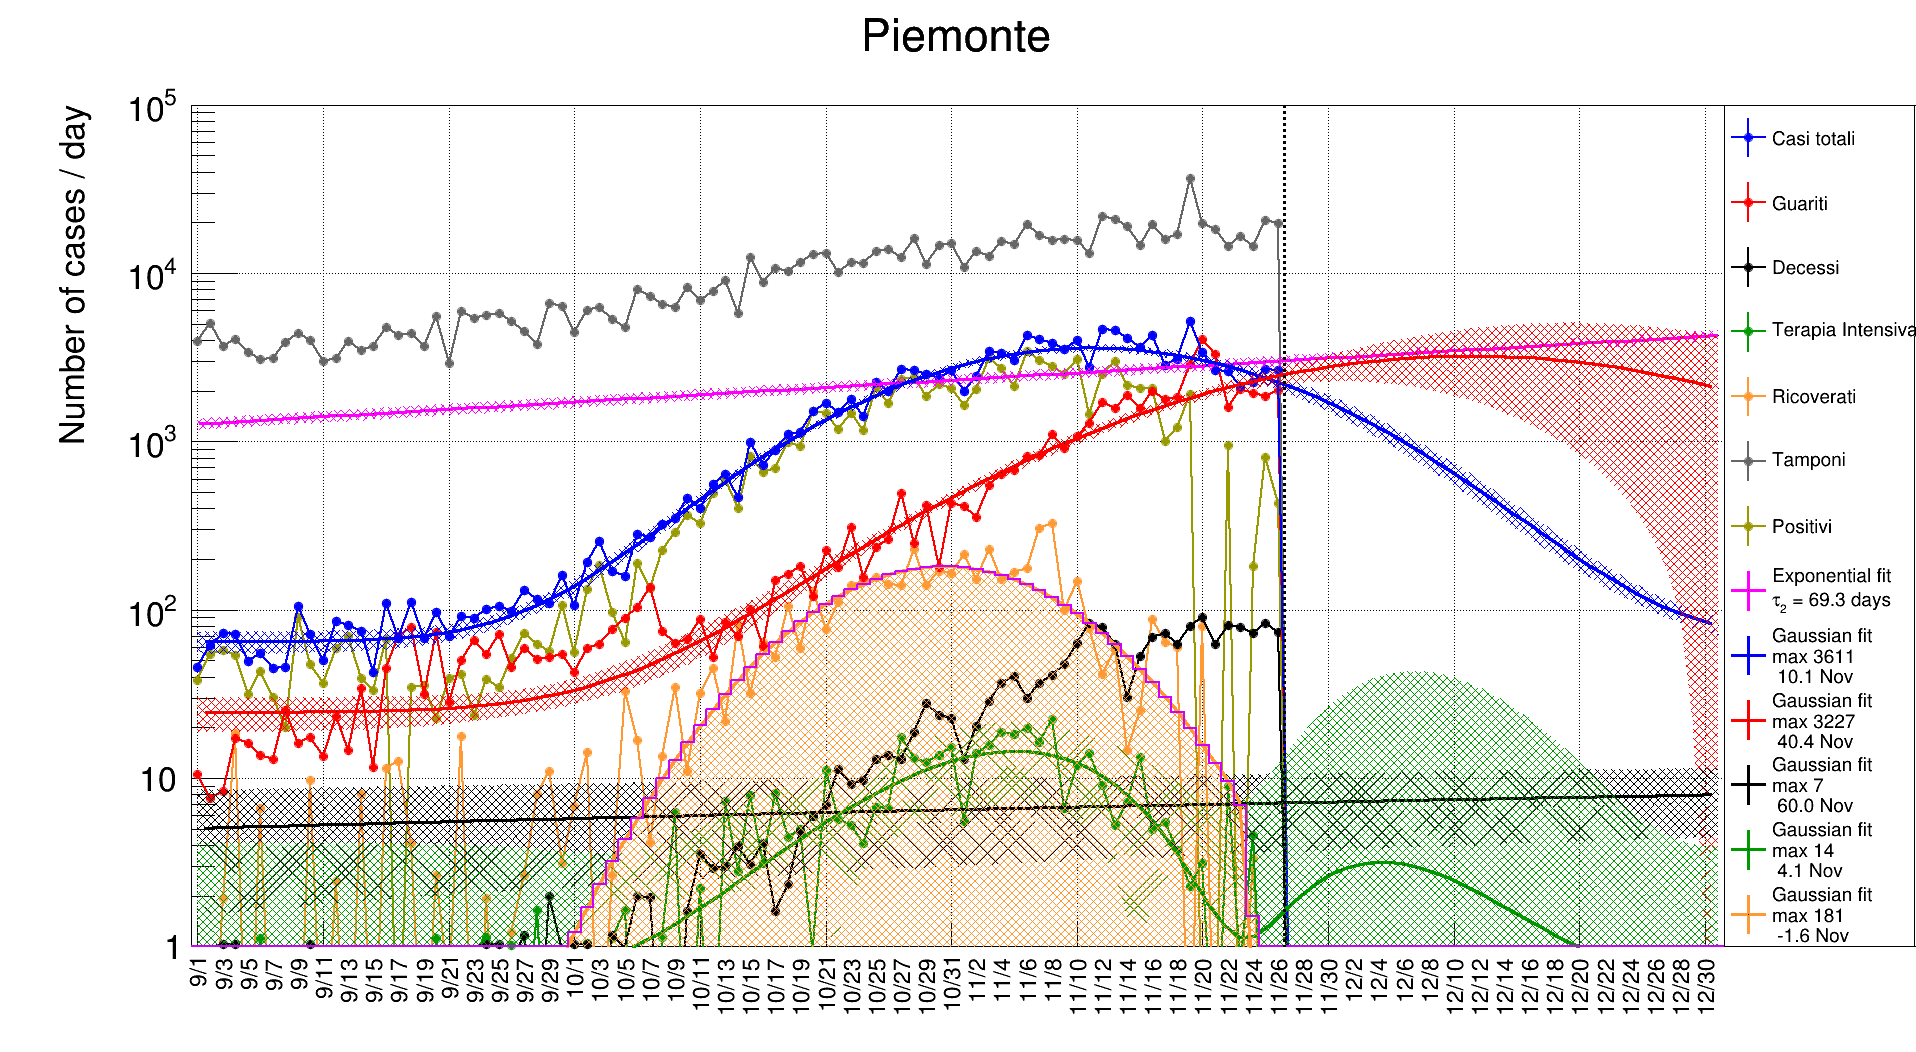 Piemonte
Number of cases / day
10^5
10^4
10^3
10^2
10
1
9/1 9/3 9/5 9/7 9/9 9/11 9/13 9/15 9/17 9/19 9/21 9/23 9/25 9/27 9/29 10/1 10/3 10/5 10/7 10/9 10/11 10/13 10/15 10/17 10/19 10/21 10/23 10/25 10/27 10/29 10/31 11/2 11/4 11/6 11/8 11/10 11/12 11/14 11/16 11/18 11/20 11/22 11/24 11/26 11/28 11/30 12/2 12/4 12/6 12/8 12/10 12/12 12/14 12/16 12/18 12/20 12/22 12/24 12/26 12/28 12/30
Casi totali
Guariti
Decessi
Terapia Intensiva
Ricoverati
Tamponi
Positivi
Exponential fit
τ2 = 69.3 days
Gaussian fit
max 3611
10.1 Nov
Gaussian fit
max 3227
40.4 Nov
Gaussian fit
max 7
60.0 Nov
Gaussian fit
max 14
4.1 Nov
Gaussian fit
max 181
-1.6 Nov